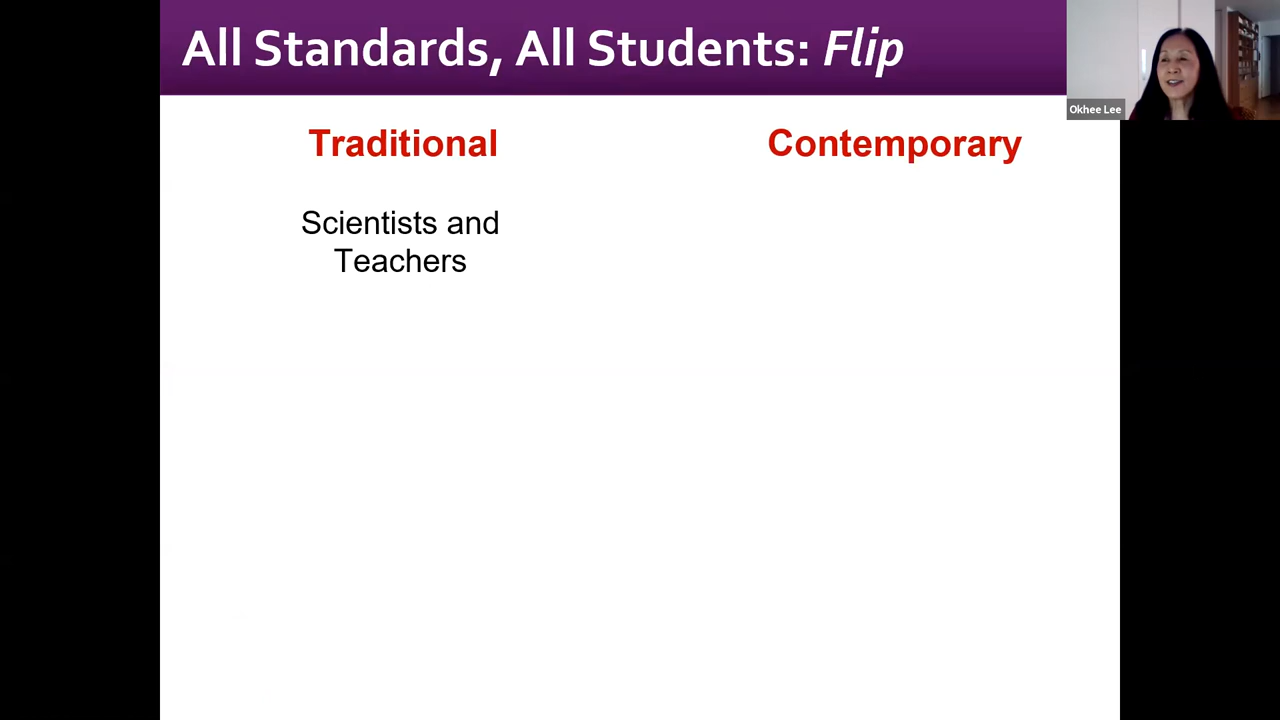 All Standards, All Students: Flip
Okhee Lee
Traditional
Contemporary
Scientists and
Teachers